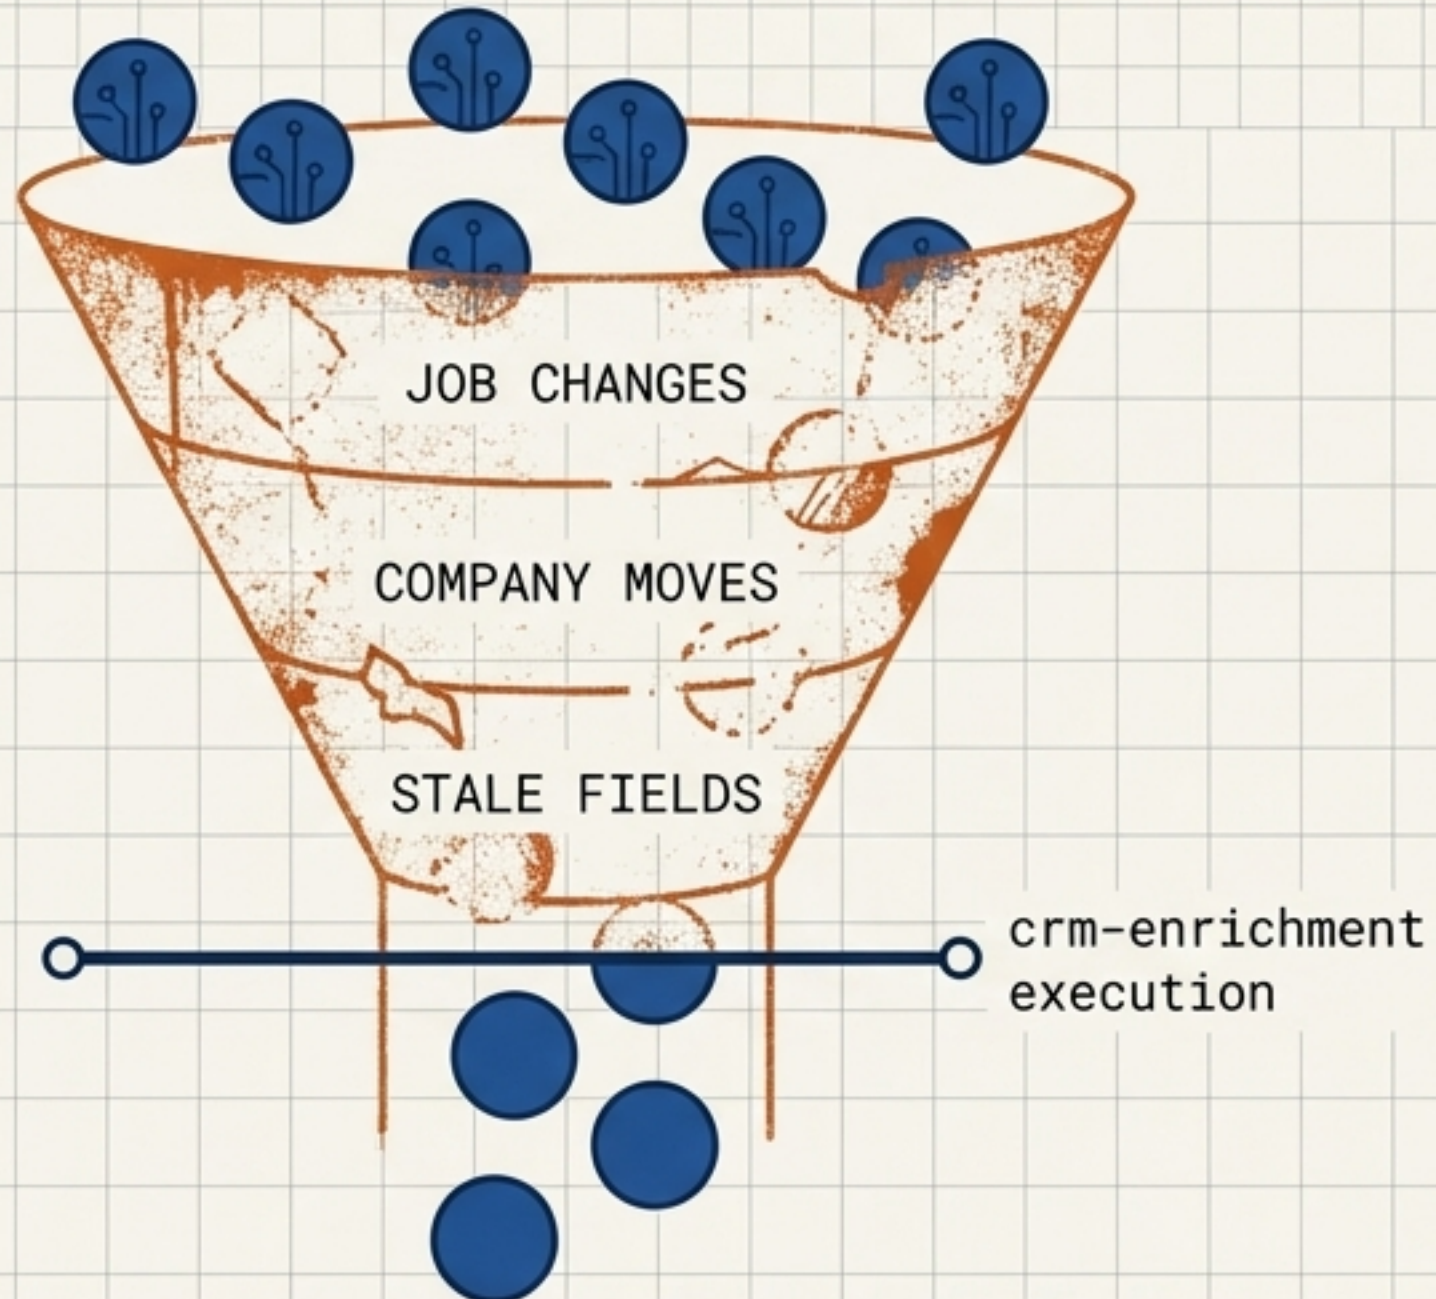 JOB CHANGES
COMPANY MOVES
STALE FIELDS
crm-enrichment
execution